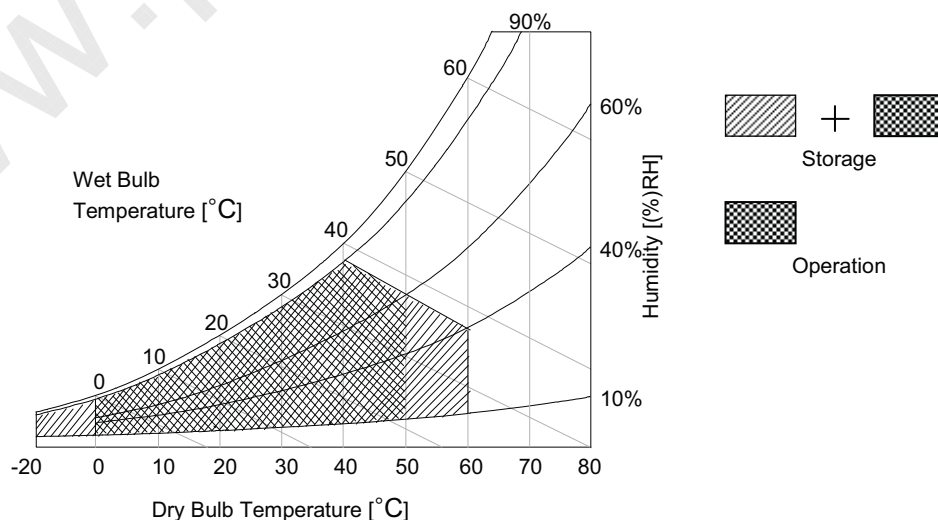 90%
60
60%
50
Wet Bulb
Temperature [°C]
40
40%
30
20
10
0
10%
Humidity [(%)RH]
-20 0 10 20 30 40 50 60 70 80
Dry Bulb Temperature [°C]
+
Storage
Operation